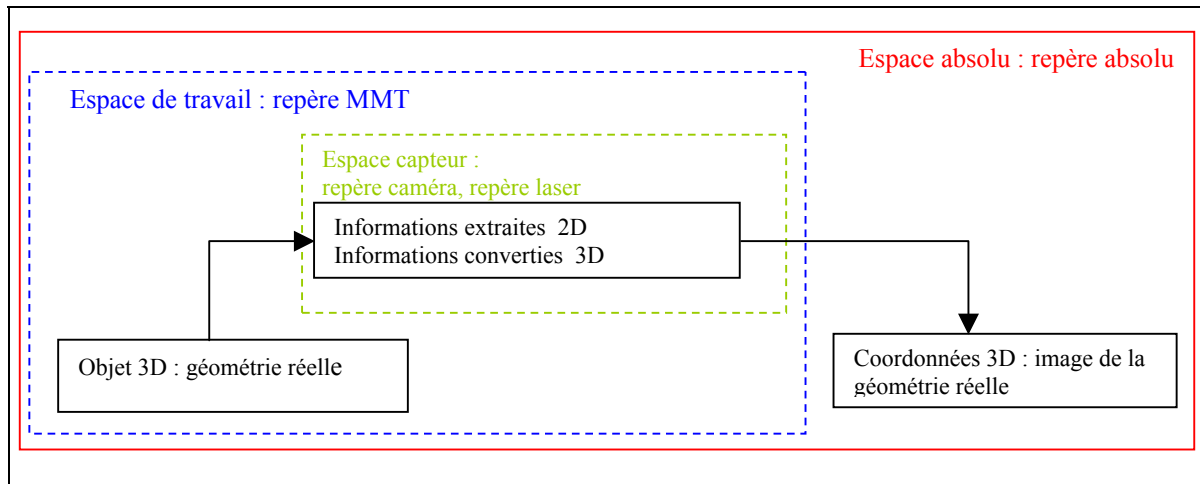 Espace absolu : repère absolu
Espace de travail : repère MMT
Espace capteur :
repère caméra, repère laser
Informations extraites 2D
Informations converties 3D
Objet 3D : géométrie réelle
Coordonnées 3D : image de la
géométrie réelle